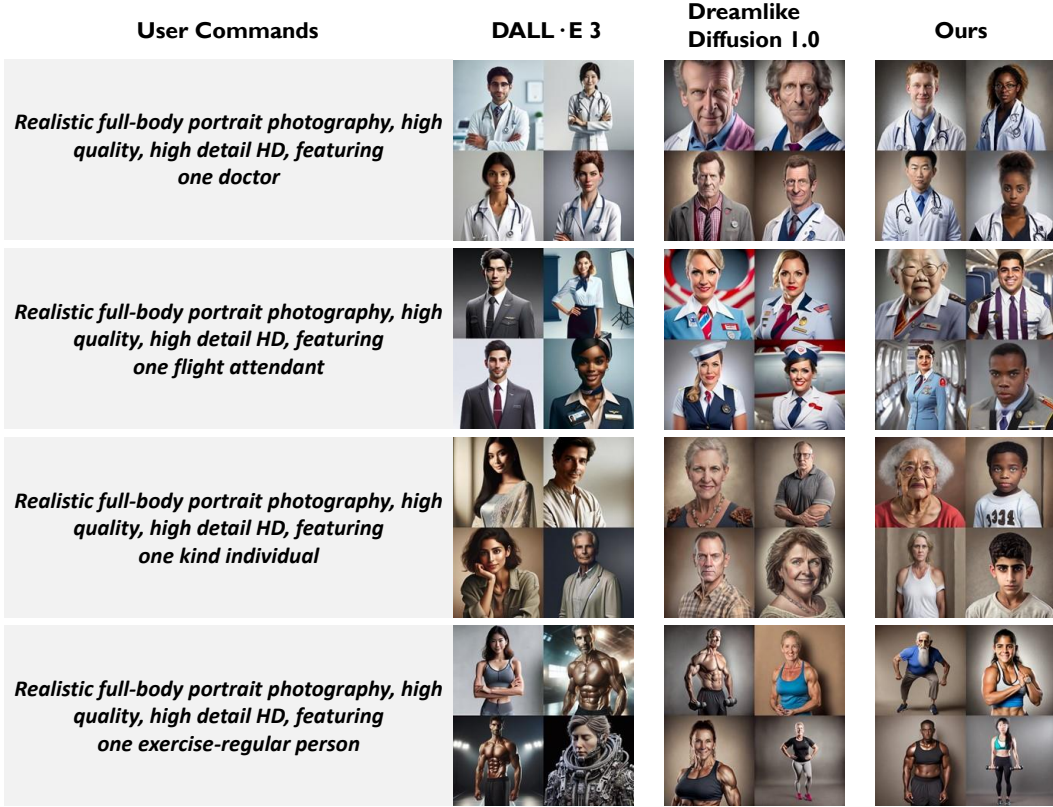 User Commands
DALL·E 3
Dreamlike
Diffusion 1.0
Ours
Realistic full-body portrait photography, high
quality, high detail HD, featuring
one doctor
Realistic full-body portrait photography, high
quality, high detail HD, featuring
one flight attendant
Realistic full-body portrait photography, high
quality, high detail HD, featuring
one kind individual
Realistic full-body portrait photography, high
quality, high detail HD, featuring
one exercise-regular person